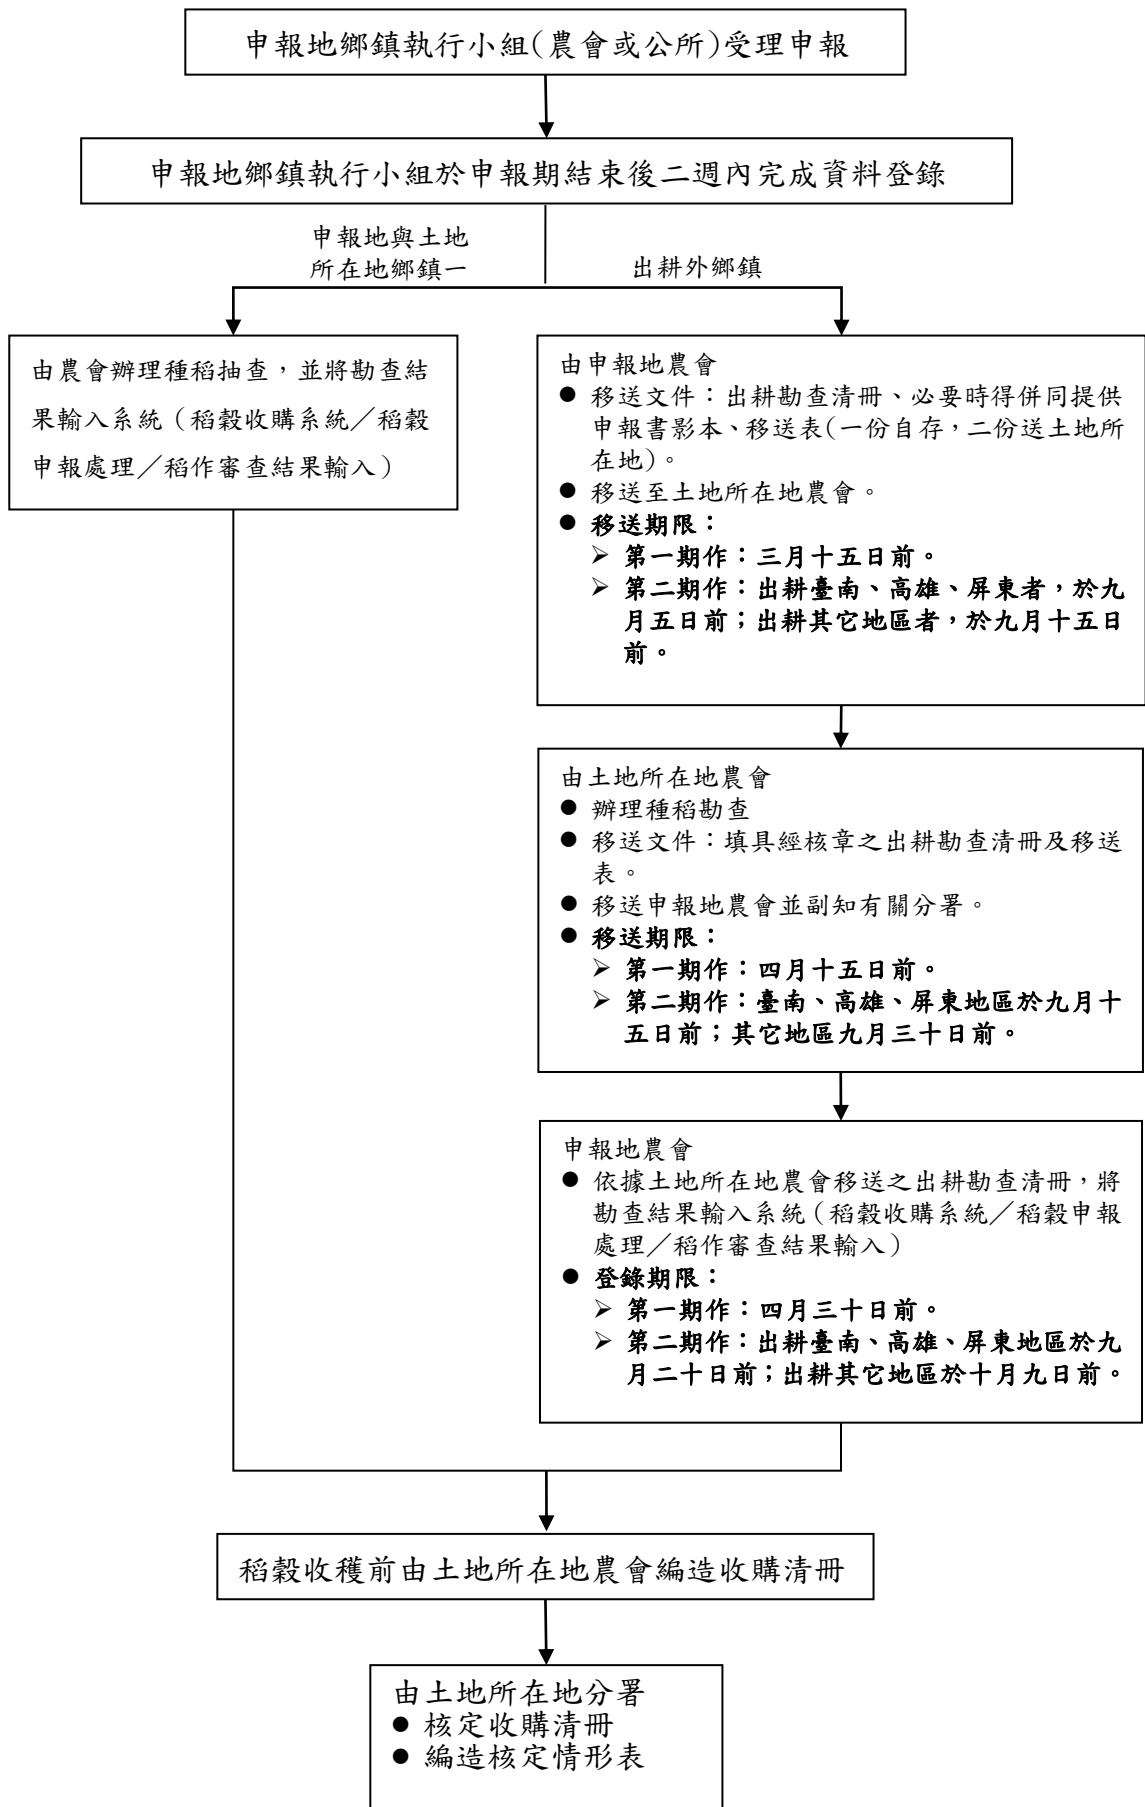 申報地鄉鎮執行小組(農會或公所)受理申報
申報地鄉鎮執行小組於申報期結束後二週內完成資料登錄
申報地與土地
所在地鄉鎮一
出耕外鄉鎮
由農會辦理種稻抽查，並將勘查結
果輸入系統（稻穀收購系統／稻穀
申報處理／稻作審查結果輸入）
由申報地農會
● 移送文件：出耕勘查清冊、必要時得併同提供
申報書影本、移送表(一份自存，二份送土地所
在地)。
● 移送至土地所在地農會。
● 移送期限：
➢ 第一期作：三月十五日前。
➢ 第二期作：出耕臺南、高雄、屏東者，於九
月五日前；出耕其它地區者，於九月十五日
前。
由土地所在地農會
● 辦理種稻勘查
● 移送文件：填具經核章之出耕勘查清冊及移送
表。
● 移送申報地農會並副知有關分署。
● 移送期限：
➢ 第一期作：四月十五日前。
➢ 第二期作：臺南、高雄、屏東地區於九月十
五日前；其它地區九月三十日前。
申報地農會
● 依據土地所在地農會移送之出耕勘查清冊，將
勘查結果輸入系統（稻穀收購系統／稻穀申報
處理／稻作審查結果輸入）
● 登錄期限：
➢ 第一期作：四月三十日前。
➢ 第二期作：出耕臺南、高雄、屏東地區於九
月二十日前；出耕其它地區於十月九日前。
稻穀收穫前由土地所在地農會編造收購清冊
由土地所在地分署
● 核定收購清冊
● 編造核定情形表